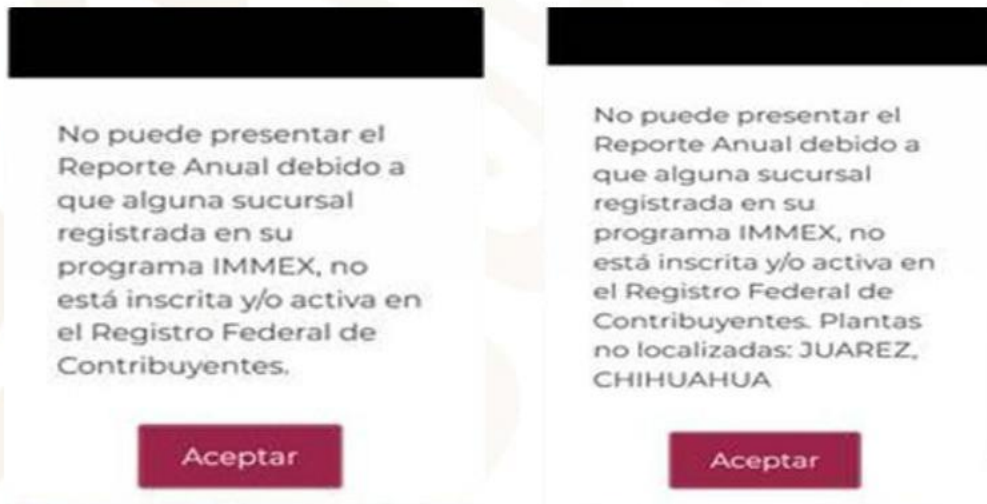 No puede presentar el
Reporte Anual debido a
que alguna sucursal
registrada en su
programa IMMEX, no
está inscrita y/o activa en
el Registro Federal de
Contribuyentes.
Aceptar
No puede presentar el
Reporte Anual debido a
que alguna sucursal
registrada en su
programa IMMEX, no
está inscrita y/o activa en
el Registro Federal de
Contribuyentes. Plantas
no localizadas: JUAREZ,
CHIHUAHUA
Aceptar